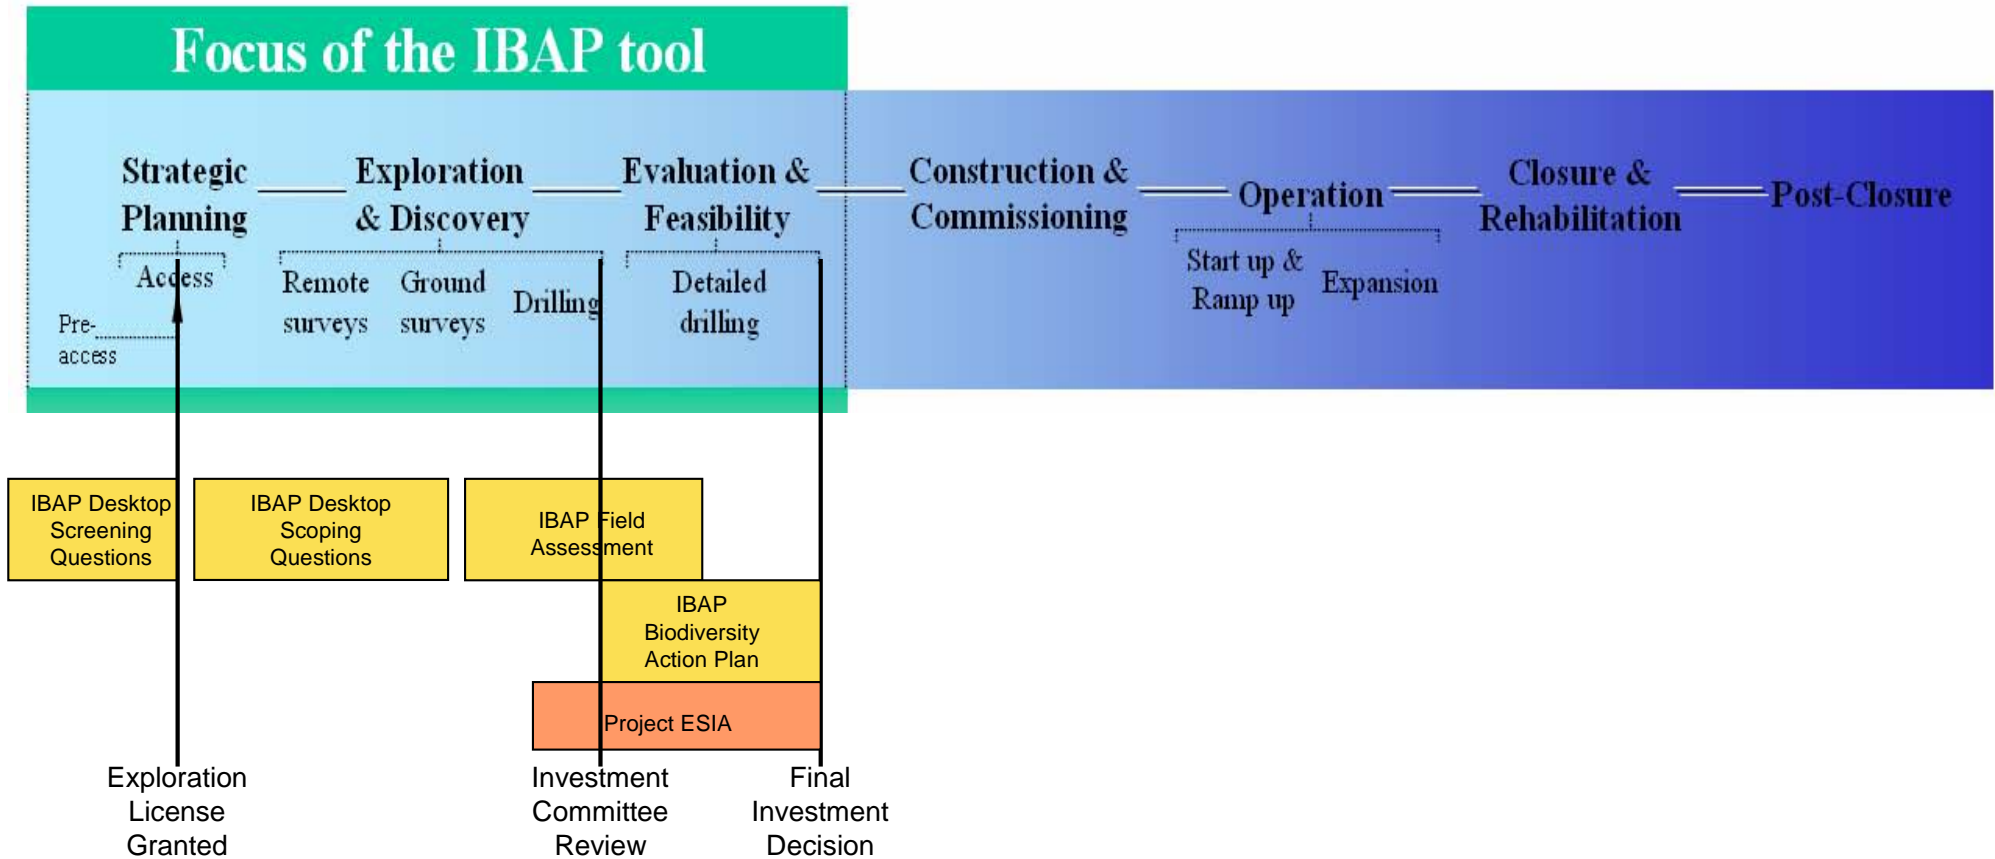 Focus of the IBAP tool
Strategic
Planning
Exploration
& Discovery
Evaluation &
Feasibility
Construction &
Commissioning
Operation
Closure &
Rehabilitation
Post-Closure
Access
Pre-
access
Remote
surveys
Ground
surveys
Drilling
Detailed
drilling
Start up &
Ramp up
Expansion
IBAP Desktop
Screening
Questions
IBAP Desktop
Scoping
Questions
IBAP Field
Assessment
IBAP
Biodiversity
Action Plan
Project ESIA
Exploration
License
Granted
Investment
Committee
Review
Final
Investment
Decision